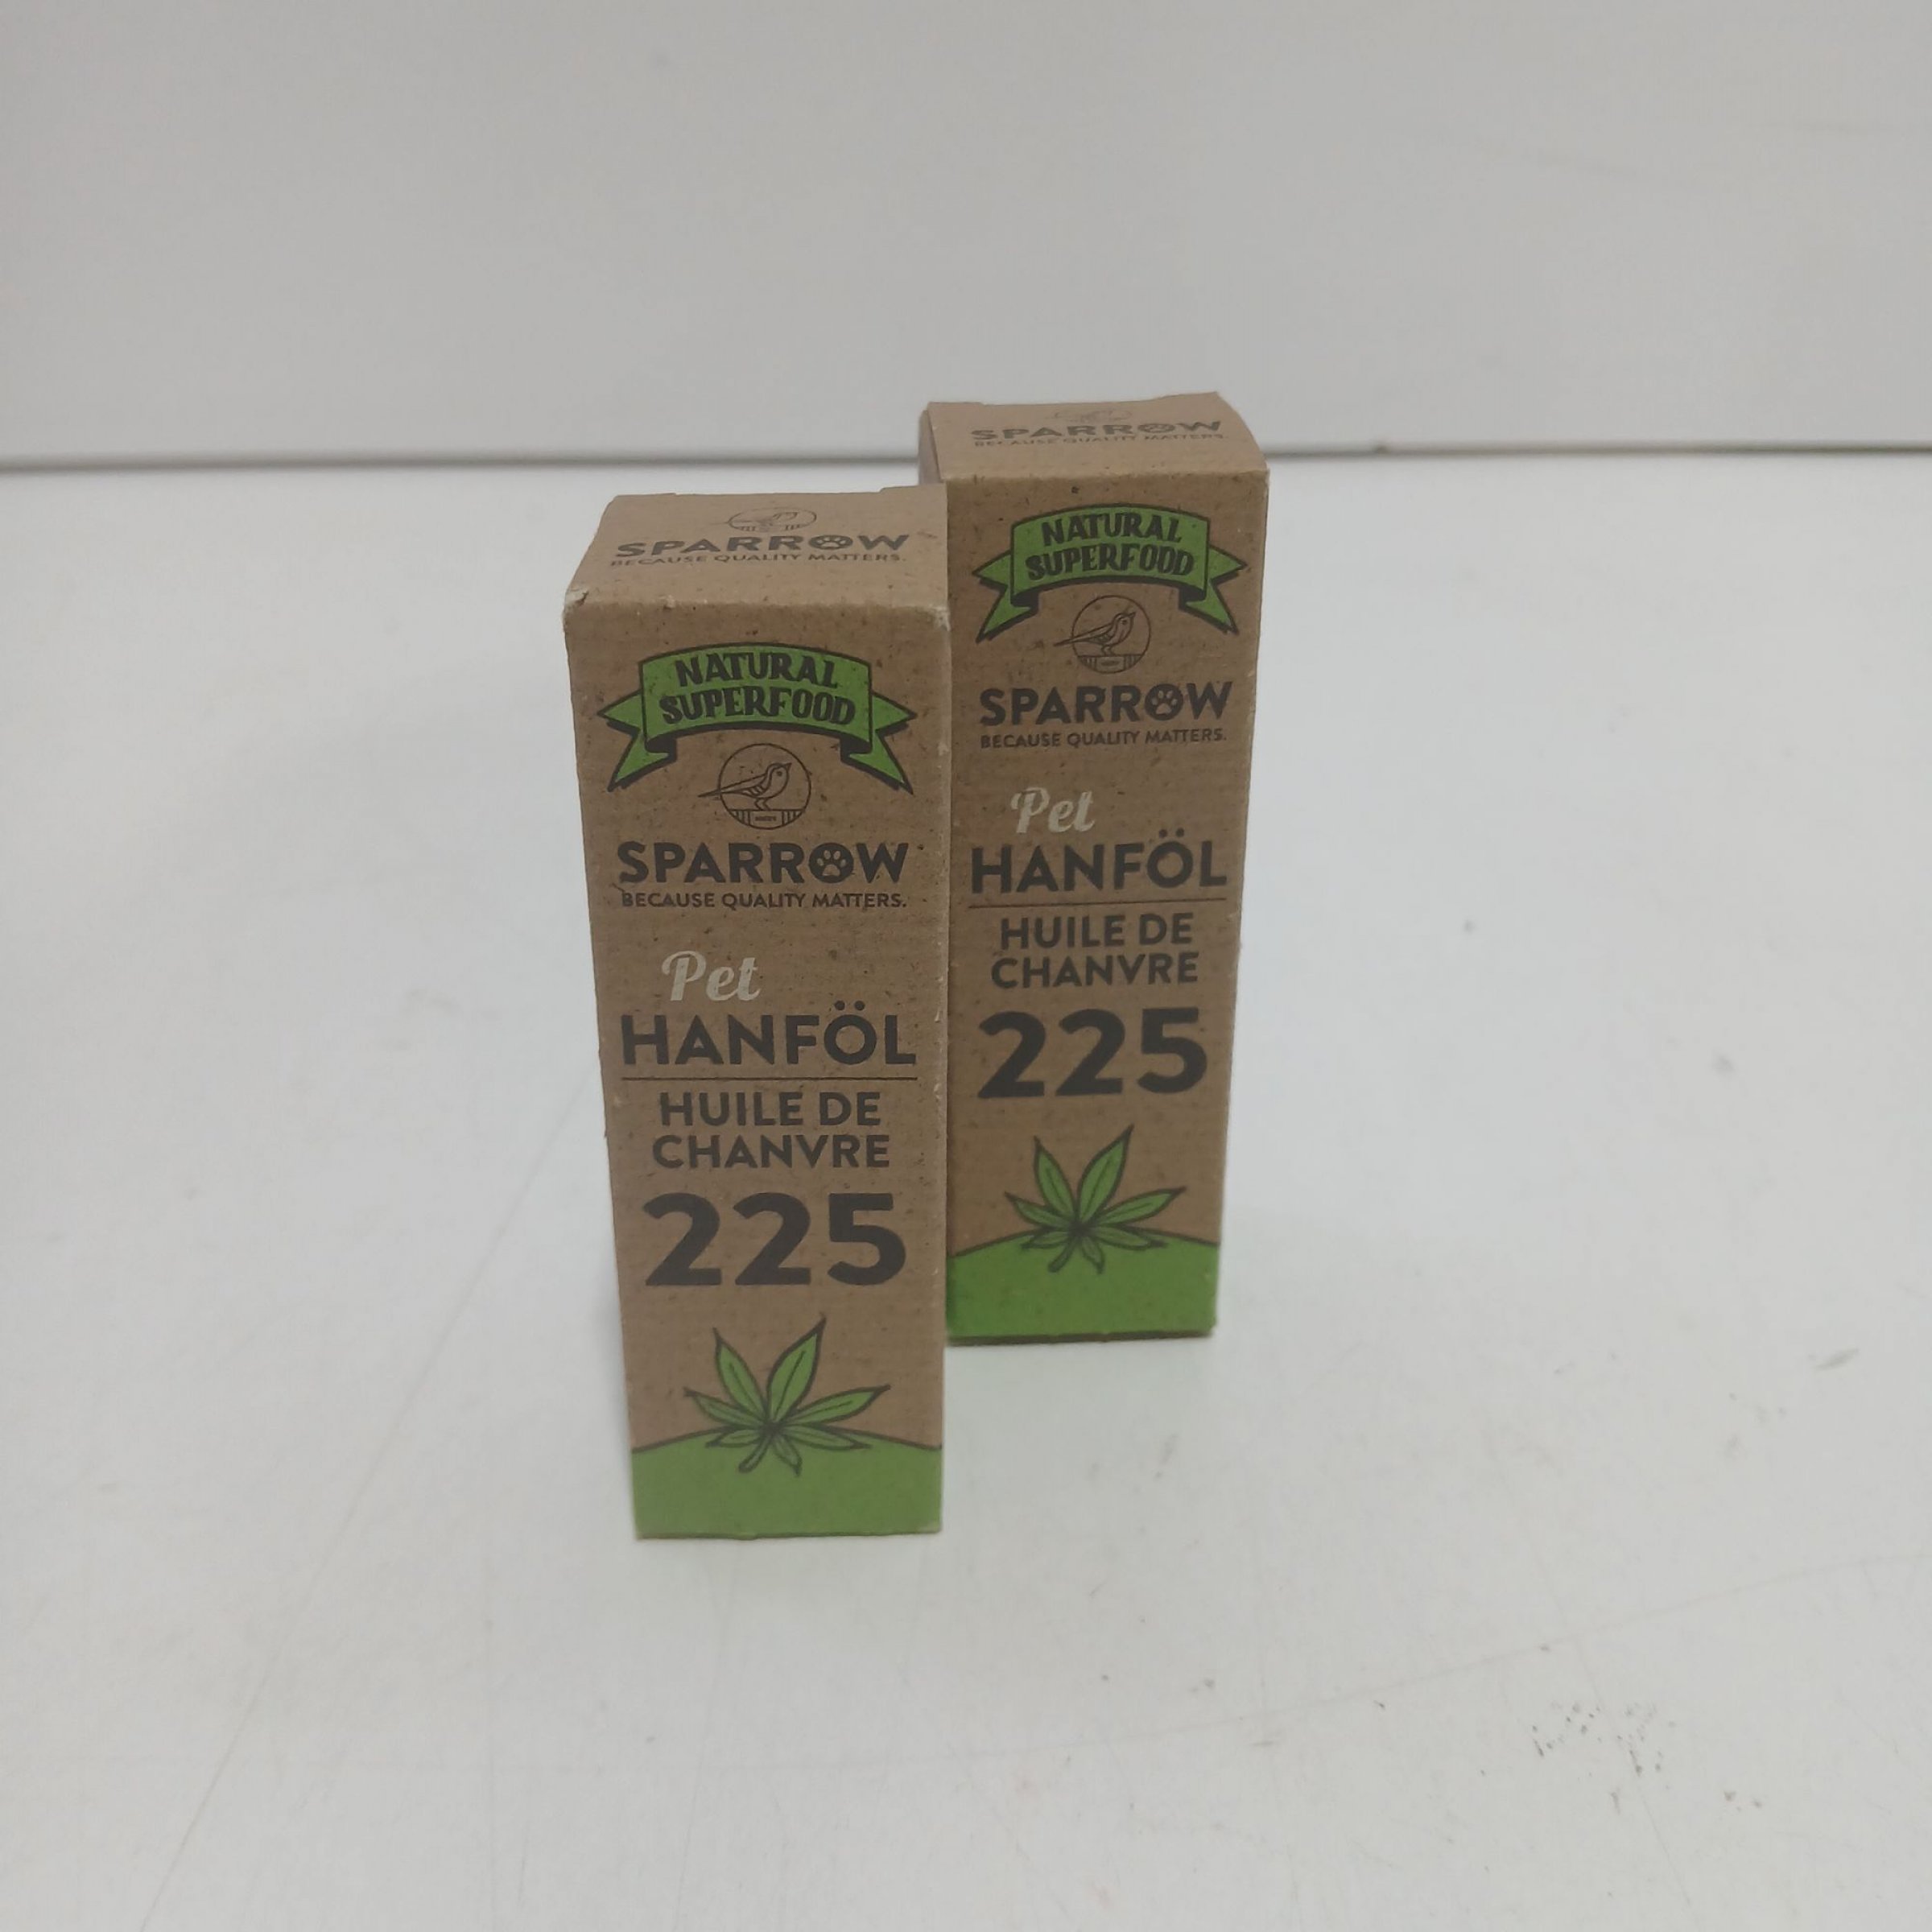 SPARROW
BECAUSE QUALITY MATTERS.
NATURAL
SUPERFOOD
SPARROW
BECAUSE QUALITY MATTERS.
Pet
HANFÖL
HUILE DE
CHANVRE
225
SPARROW
BECAUSE QUALITY MATTERS.
NATURAL
SUPERFOOD
SPARROW
BECAUSE QUALITY MATTERS.
Pet
HANFÖL
HUILE DE
CHANVRE
225